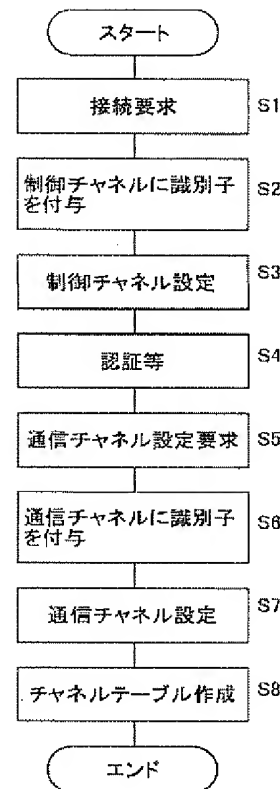 スタート
接続要求 S1
制御チャネルに識別子 S2
を付与
制御チャネル設定 S3
認証等 S4
通信チャネル設定要求 S5
通信チャネルに識別子 S6
を付与
通信チャネル設定 S7
チャネルテーブル作成 S8
エンド